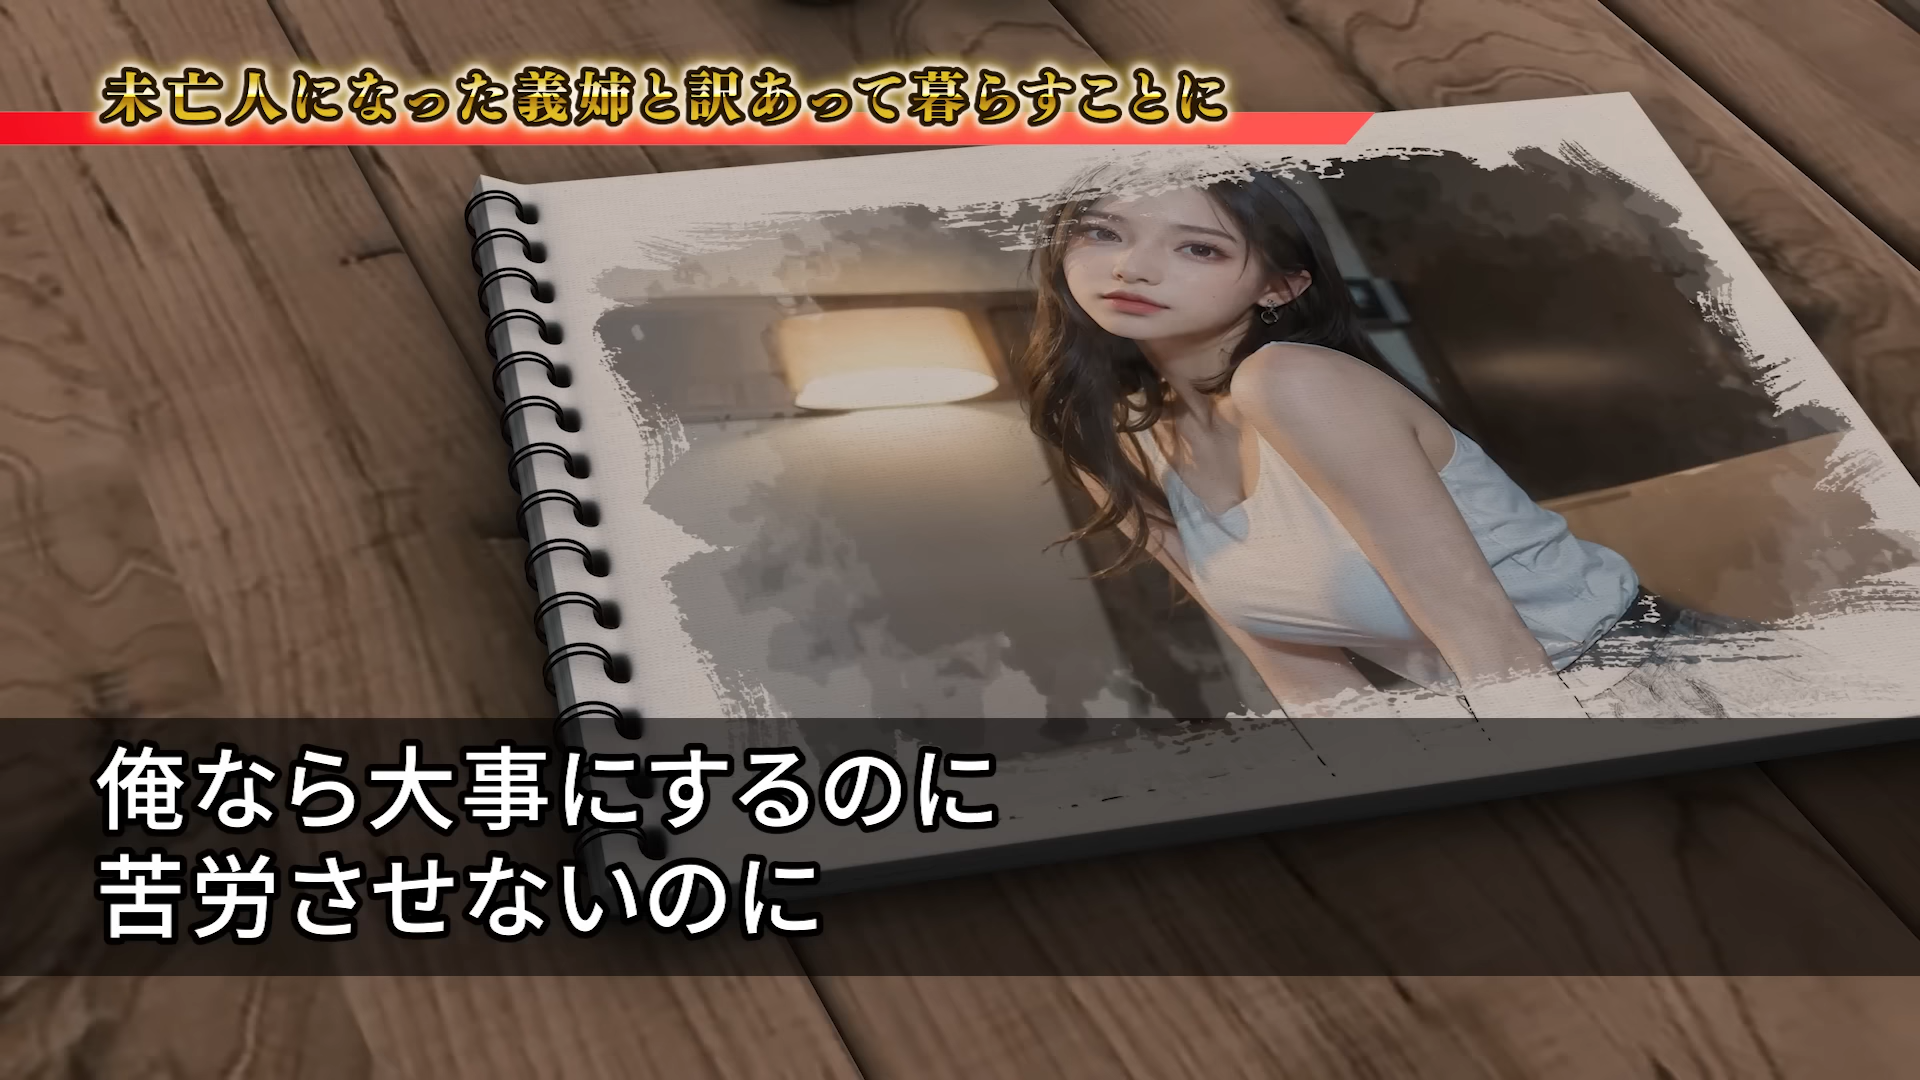 未亡人になった義姉と訳あって暮らすことに
俺なら大事にするのに
苦労させないのに